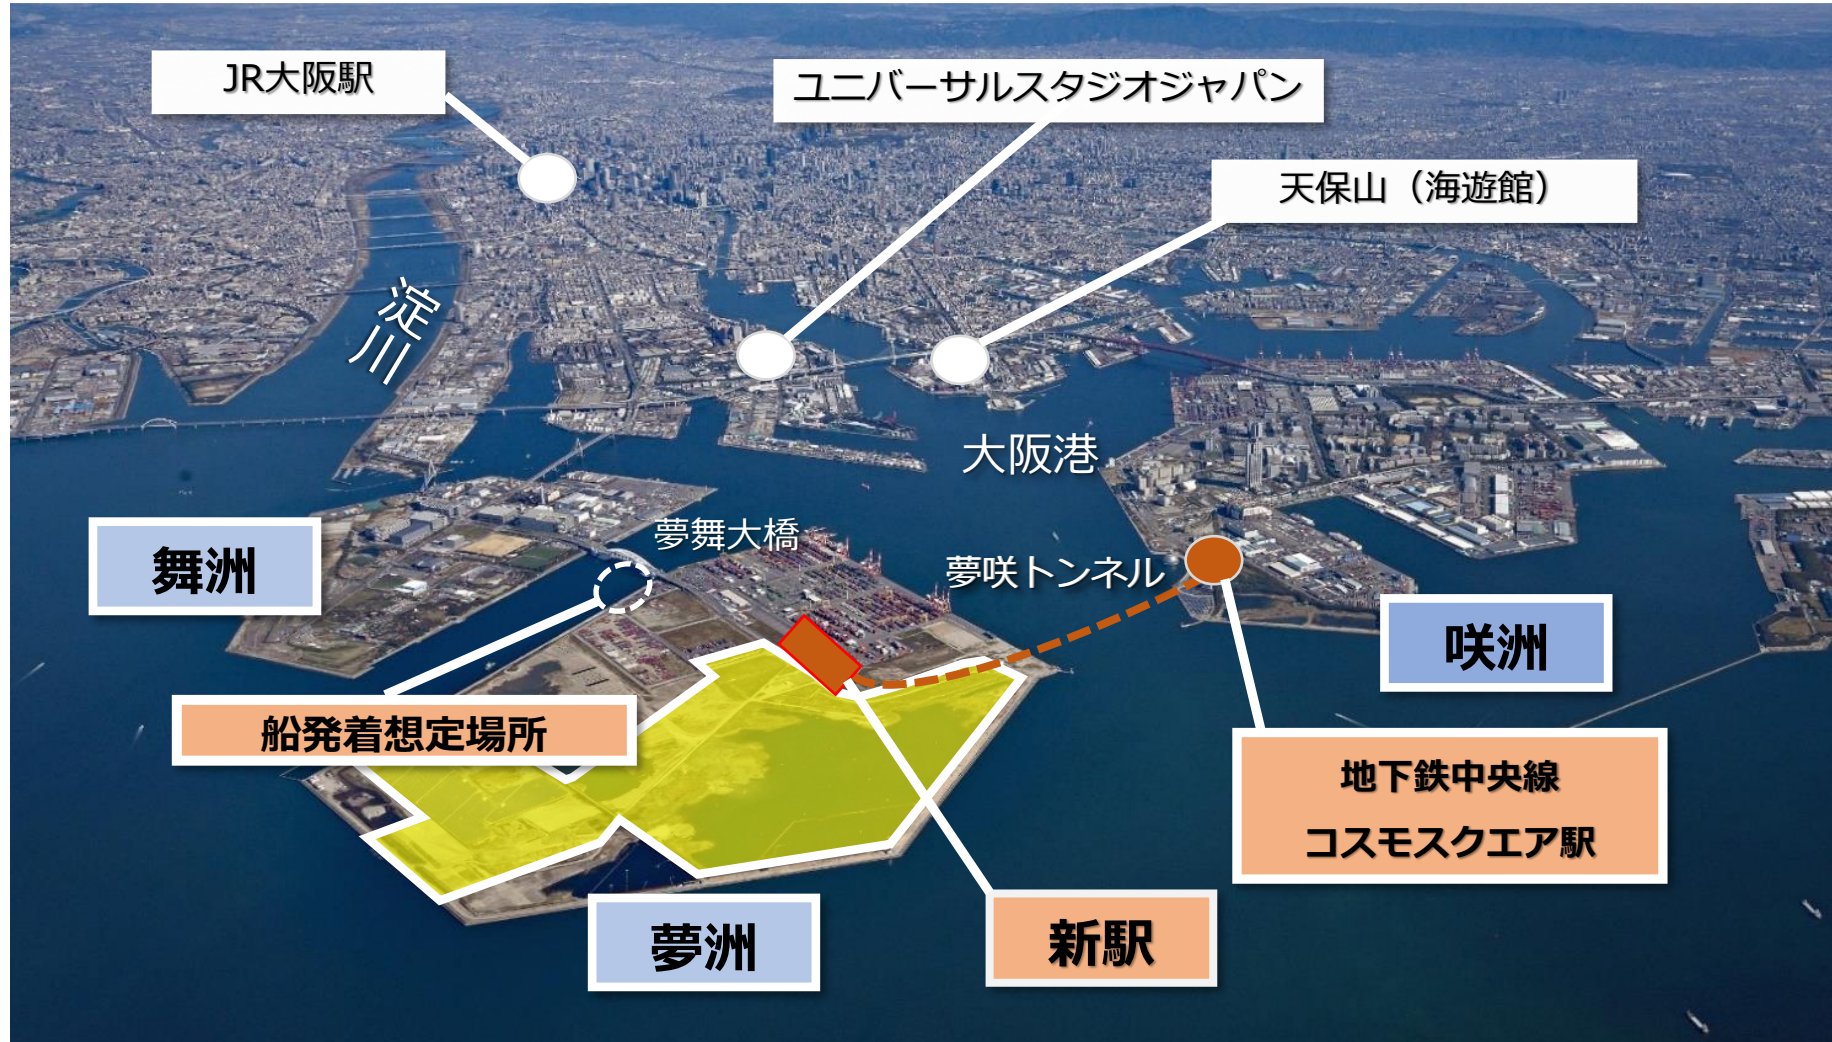 JR大阪駅
ユニバーサルスタジオジャパン
天保山（海遊館）
淀川
大阪港
夢舞大橋
舞洲
夢咲トンネル
咲洲
船発着想定場所
地下鉄中央線
コスモスクエア駅
夢洲
新駅